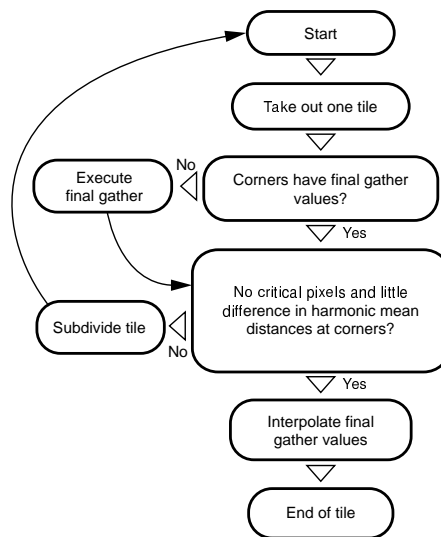 Start
Take out one tile
No
Execute
final gather
Corners have final gather
values?
Yes
No critical pixels and little
difference in harmonic mean
distances at corners?
Subdivide tile
No
Yes
Interpolate final
gather values
End of tile